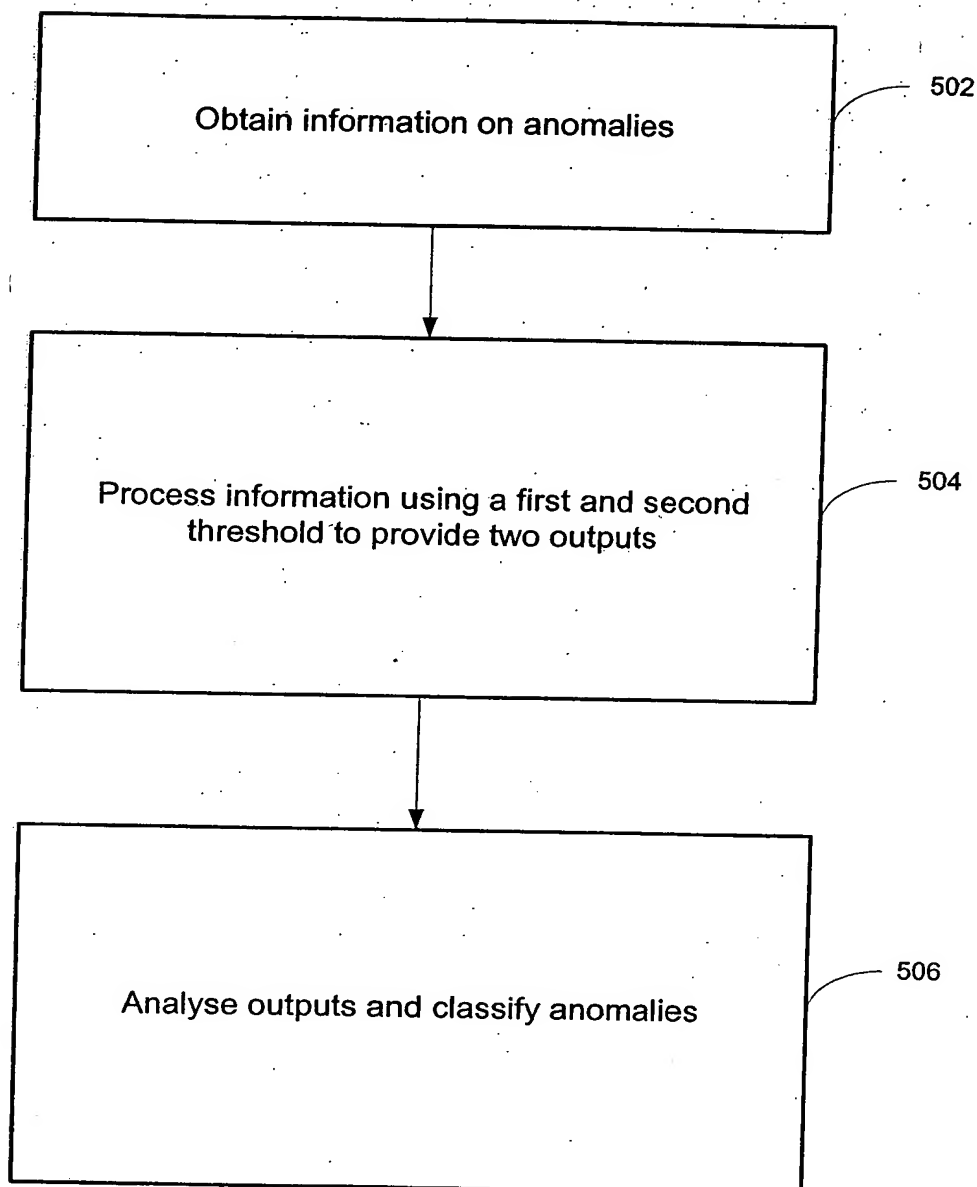 Obtain information on anomalies
502
Process information using a first and second
threshold to provide two outputs
504
Analyse outputs and classify anomalies
506